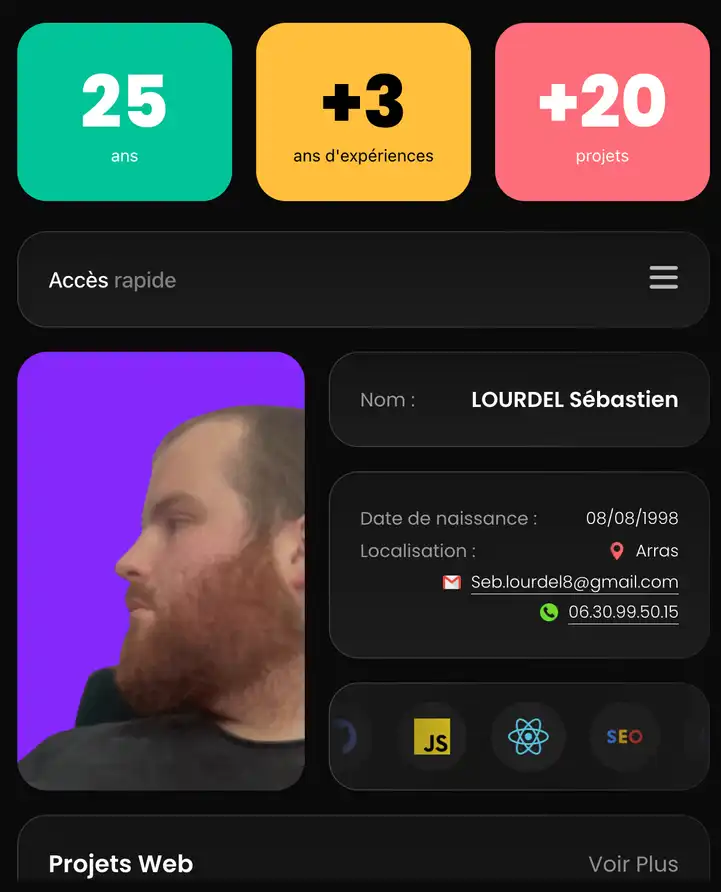 25
ans
+3
ans d'expériences
+20
projets
Accès rapide
Nom : LOURDEL Sébastien
Date de naissance : 08/08/1998
Localisation : Arras
Seb.lourdel8@gmail.com
06.30.99.50.15
JS
SEO
Projets Web Voir Plus